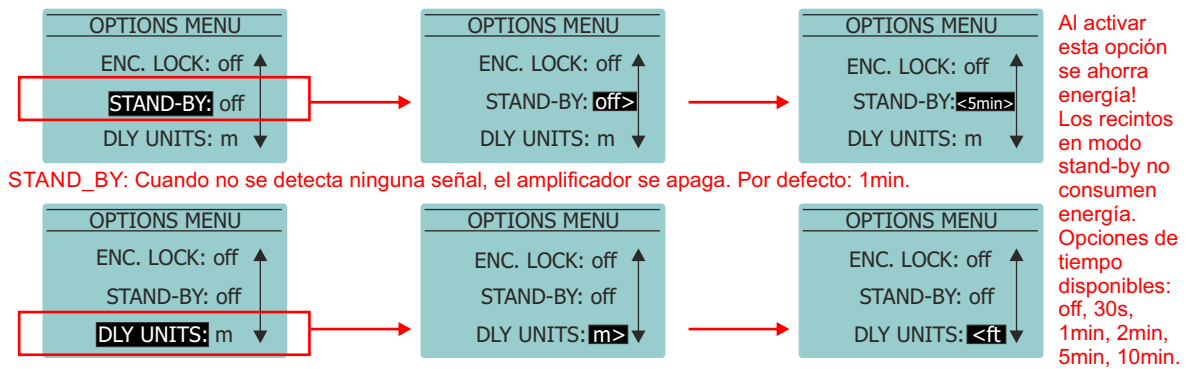 OPTIONS MENU
ENC. LOCK: off
STAND-BY: off
DLY UNITS: m
OPTIONS MENU
ENC. LOCK: off
STAND-BY: off>
DLY UNITS: m
OPTIONS MENU
ENC. LOCK: off
STAND-BY:<5min>
DLY UNITS: m
Al activar
esta opción
se ahorra
energía!
Los recintos
en modo
stand-by no
consumen
energía.
Opciones de
tiempo
disponibles:
off, 30s,
1min, 2min,
5min, 10min.
STAND_BY: Cuando no se detecta ninguna señal, el amplificador se apaga. Por defecto: 1min.
OPTIONS MENU
ENC. LOCK: off
STAND-BY: off
DLY UNITS: m
OPTIONS MENU
ENC. LOCK: off
STAND-BY: off
DLY UNITS: m>
OPTIONS MENU
ENC. LOCK: off
STAND-BY: off
DLY UNITS: <ft